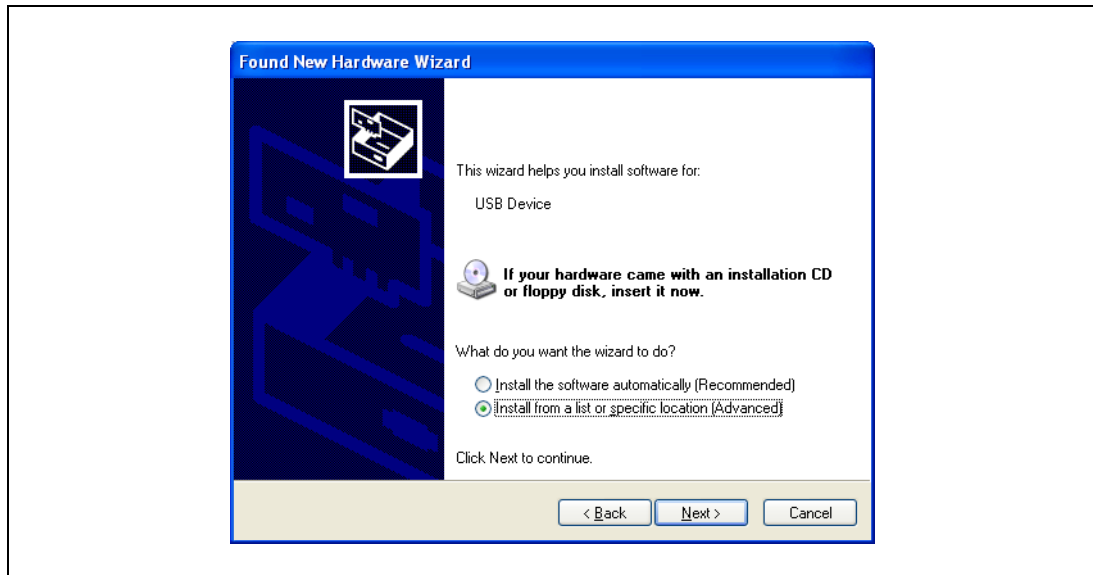 Found New Hardware Wizard
This wizard helps you install software for:
USB Device
If your hardware came with an installation CD
or floppy disk, insert it now.
What do you want the wizard to do?
Install the software automatically (Recommended)
Install from a list or specific location (Advanced)
Click Next to continue.
< Back Next > Cancel